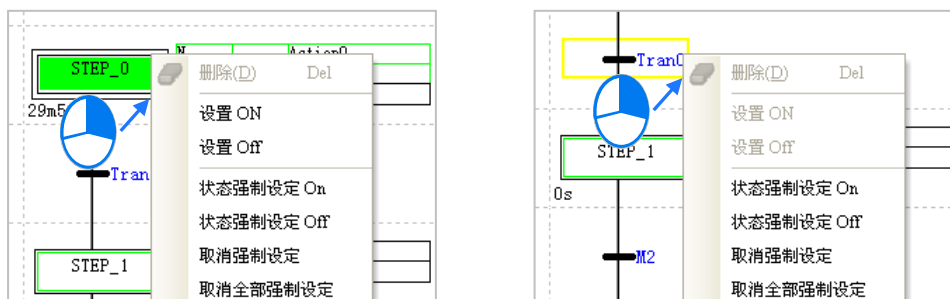 N Action0
STEP_0
删除(D) Del
29m5
设置 ON
设置 Off
Tran
状态强制设定 On
状态强制设定 Off
取消强制设定
STEP_1
取消全部强制设定
Tran0
删除(D) Del
设置 ON
设置 Off
STEP_1
0s
状态强制设定 On
状态强制设定 Off
取消强制设定
M2
取消全部强制设定